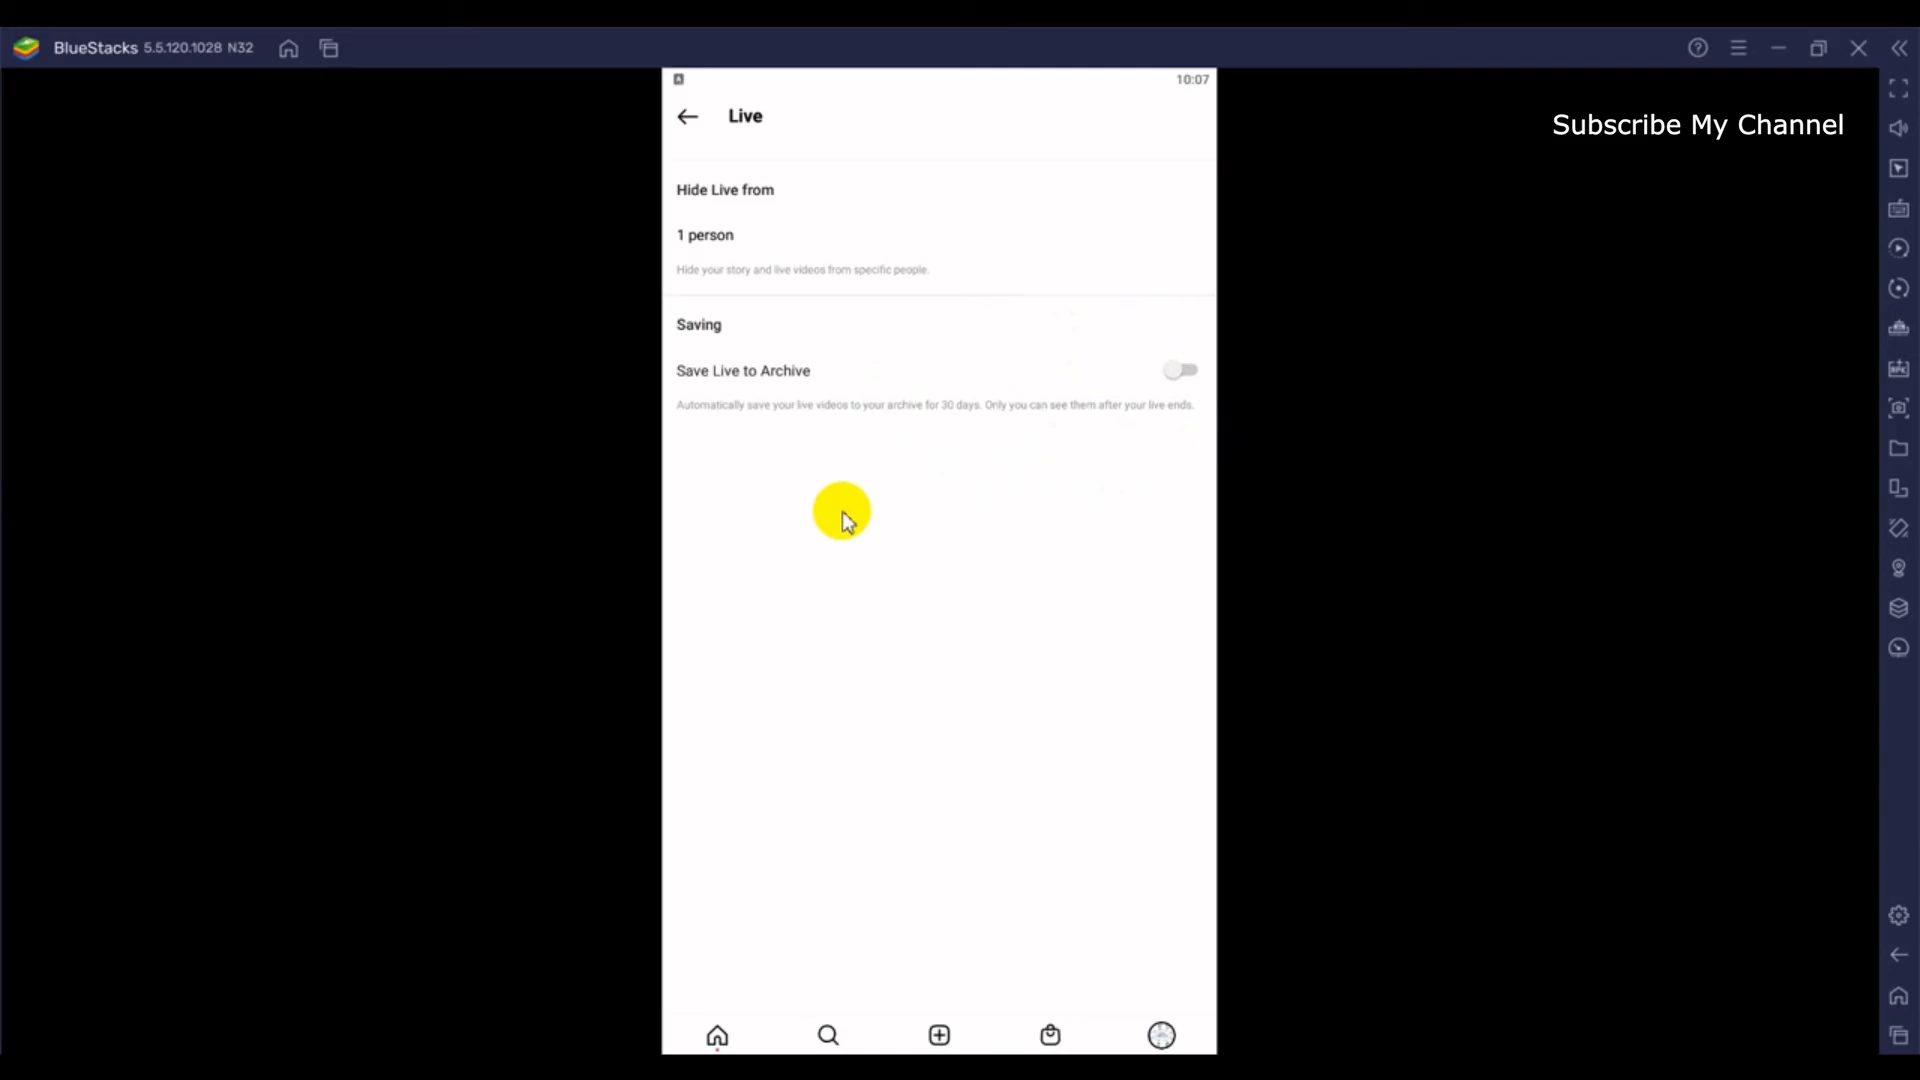 BlueStacks 5.5.120.1028 N32
10:07
Live
Subscribe My Channel
Hide Live from
1 person
Hide your story and live videos from specific people.
Saving
Save Live to Archive
Automatically save your live videos to your archive for 30 days. Only you can see them after your live ends.